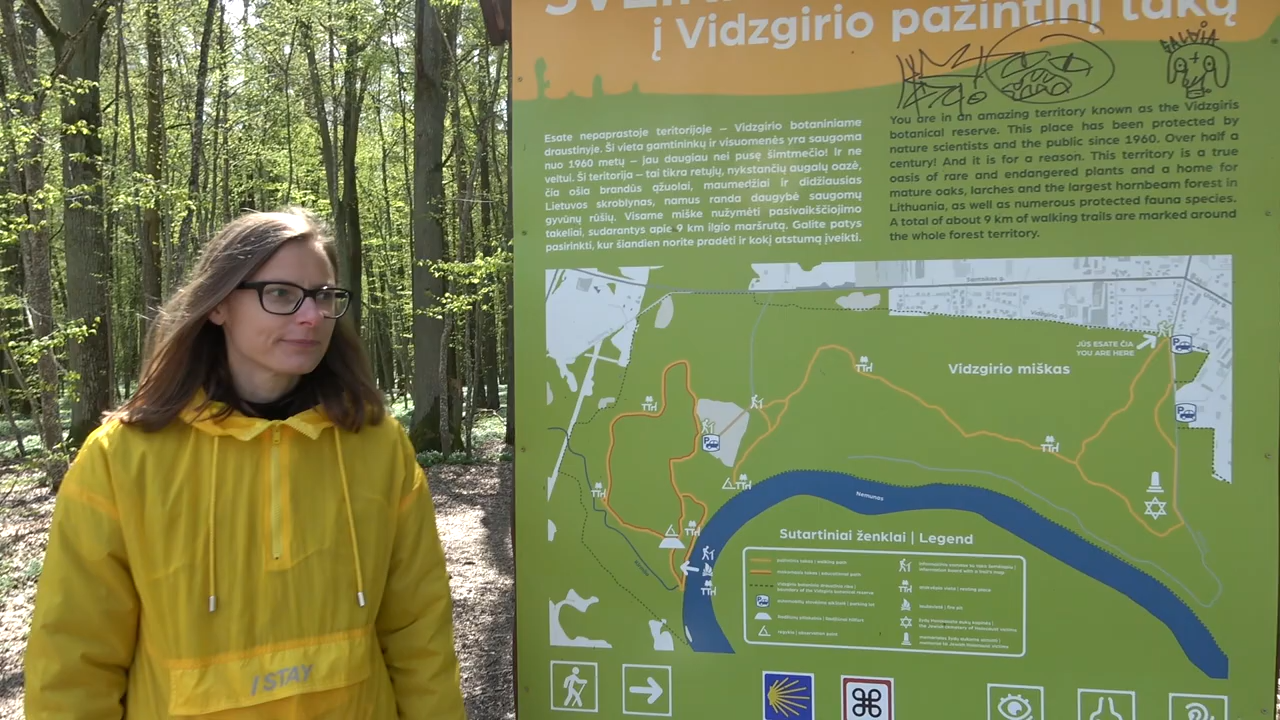 į Vidzgirio pažintinį taką
BALDIA
Esate nepaprastoje teritorijoje – Vidzgirio botaniniame
draustinyje. Ši vieta gamtininkų ir visuomenės yra saugoma
nuo 1960 metų – jau daugiau nei pusę šimtmečio! Ir ne
veltui. Ši teritorija – tai tikra retųjų, nykstančių augalų oazė,
čia ošia brandūs ąžuolai, maumedžiai ir didžiausias
Lietuvos skroblynas, namus randa daugybė saugomų
gyvūnų rūšių. Visame miške nužymėti pasivaikščiojimo
takeliai, sudarantys apie 9 km ilgio maršrutą. Galite patys
pasirinkti, kur šiandien norite pradėti ir kokį atstumą įveikti.
You are in an amazing territory known as the Vidzgiris
botanical reserve. This place has been protected by
nature scientists and the public since 1960. Over half a
century! And it is for a reason. This territory is a true
oasis of rare and endangered plants and a home for
mature oaks, larches and the largest hornbeam forest in
Lithuania, as well as numerous protected fauna species.
A total of about 9 km of walking trails are marked around
the whole forest territory.
JŪS ESATE ČIA
YOU ARE HERE
Vidzgirio miškas
Nemunas
Sutartiniai ženklai | Legend
I STAY